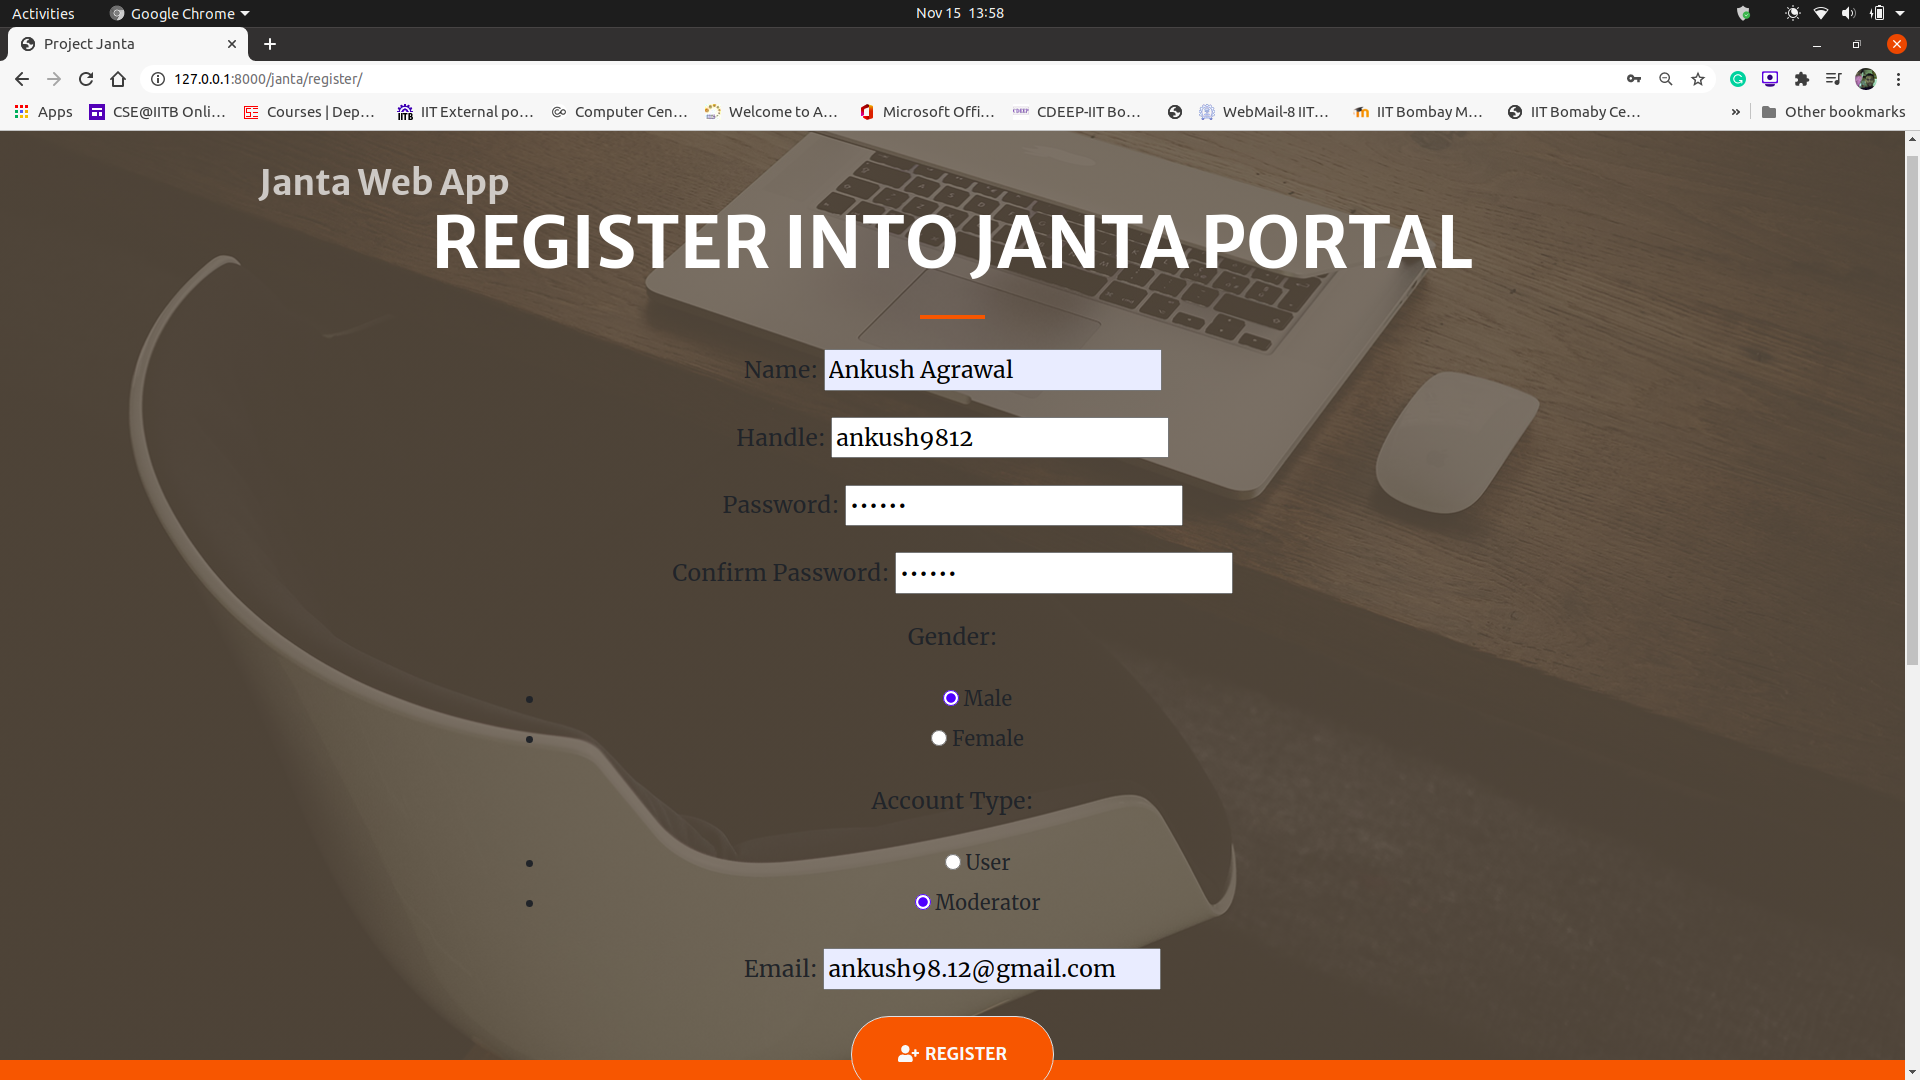 Activities Google Chrome Nov 15 13:58
Project Janta
127.0.0.1:8000/janta/register/
Apps CSE@IITB Onli... Courses | Dep... IITB IIT External po... Computer Cen... Welcome to A... Microsoft Offi... CDEEP CDEEP-IIT Bo... WebMail-8 IIT... IIT Bombay M... IIT Bomaby Ce... » Other bookmarks
Janta Web App
REGISTER INTO JANTA PORTAL
Name: Ankush Agrawal
Handle: ankush9812
Password: ······
Confirm Password: ······
Gender:
• Male
• Female
Account Type:
• User
• Moderator
Email: ankush98.12@gmail.com
REGISTER